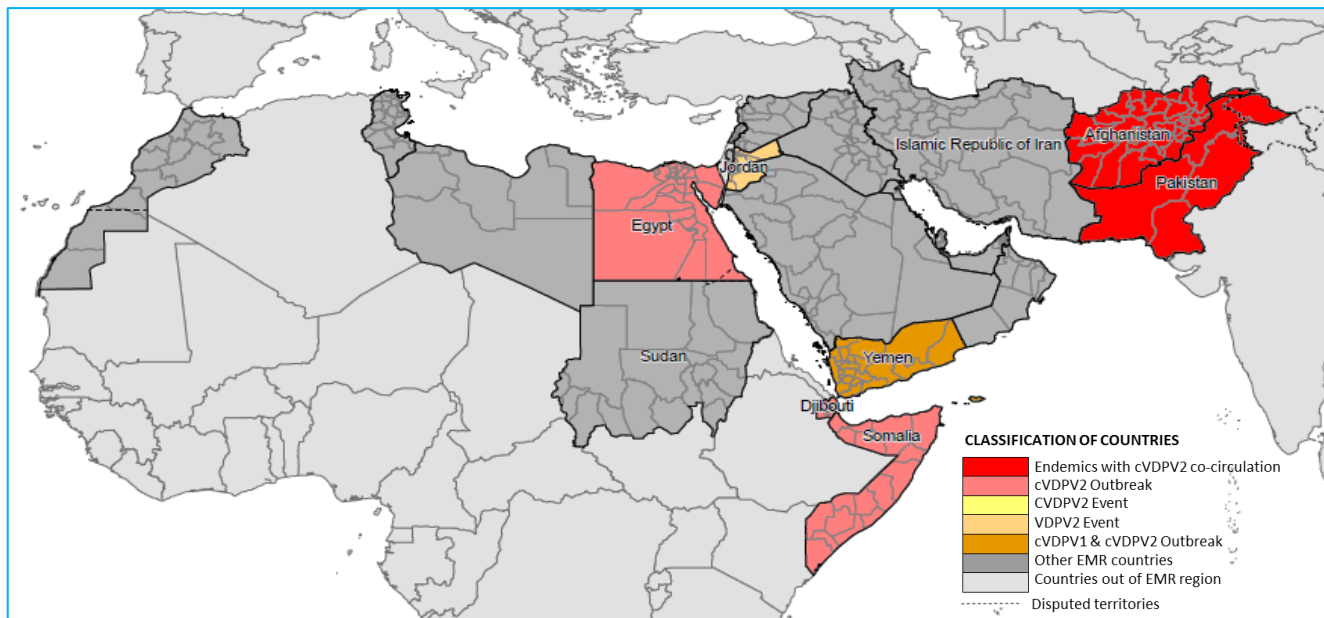 Afghanistan
Islamic Republic of Iran
Jordan
Pakistan
Egypt
Sudan
Yemen
Djibouti
Somalia
CLASSIFICATION OF COUNTRIES
Endemics with cVDPV2 co-circulation
cVDPV2 Outbreak
CVDPV2 Event
VDPV2 Event
cVDPV1 & cVDPV2 Outbreak
Other EMR countries
Countries out of EMR region
Disputed territories